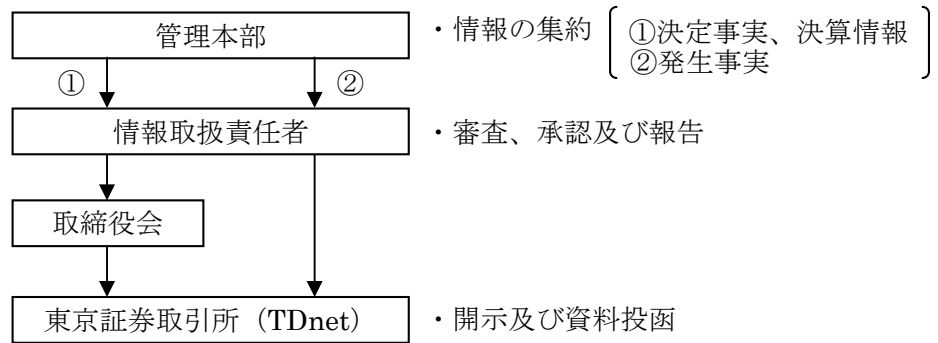 管理本部 ・情報の集約 ①決定事実、決算情報
②発生事実
① ②
情報取扱責任者 ・審査、承認及び報告
取締役会
東京証券取引所（TDnet） ・開示及び資料投函